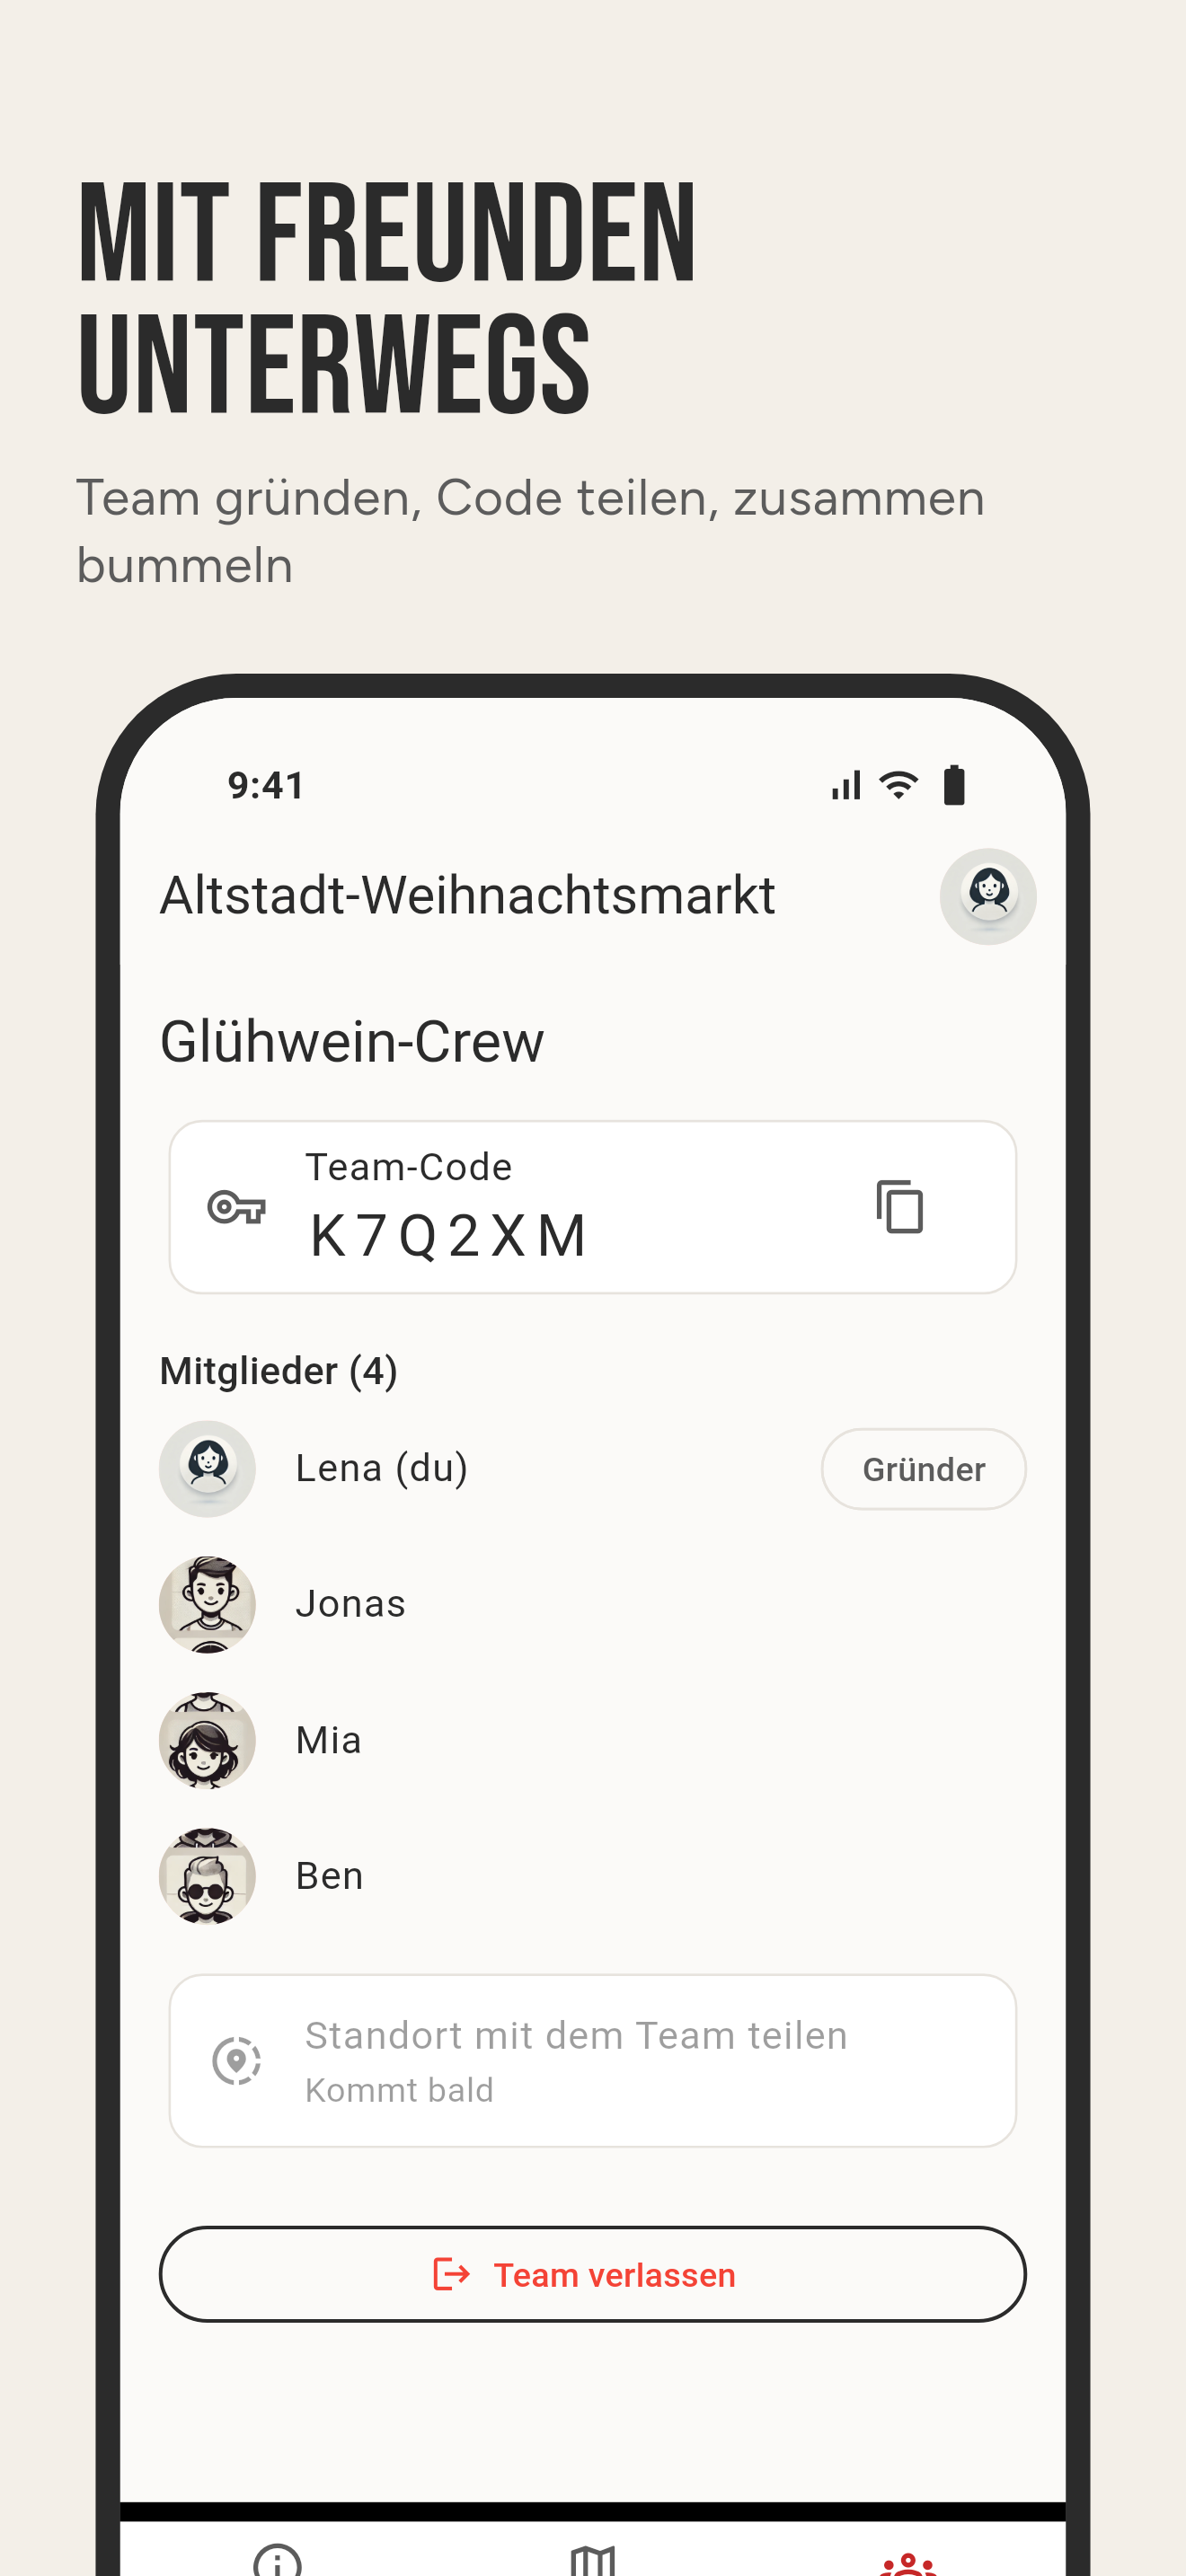 MIT FREUNDEN
UNTERWEGS
Team gründen, Code teilen, zusammen
bummeln
9:41
Altstadt-Weihnachtsmarkt
Glühwein-Crew
Team-Code
K7Q2XM
Mitglieder (4)
Lena (du)
Gründer
Jonas
Mia
Ben
Standort mit dem Team teilen
Kommt bald
Team verlassen